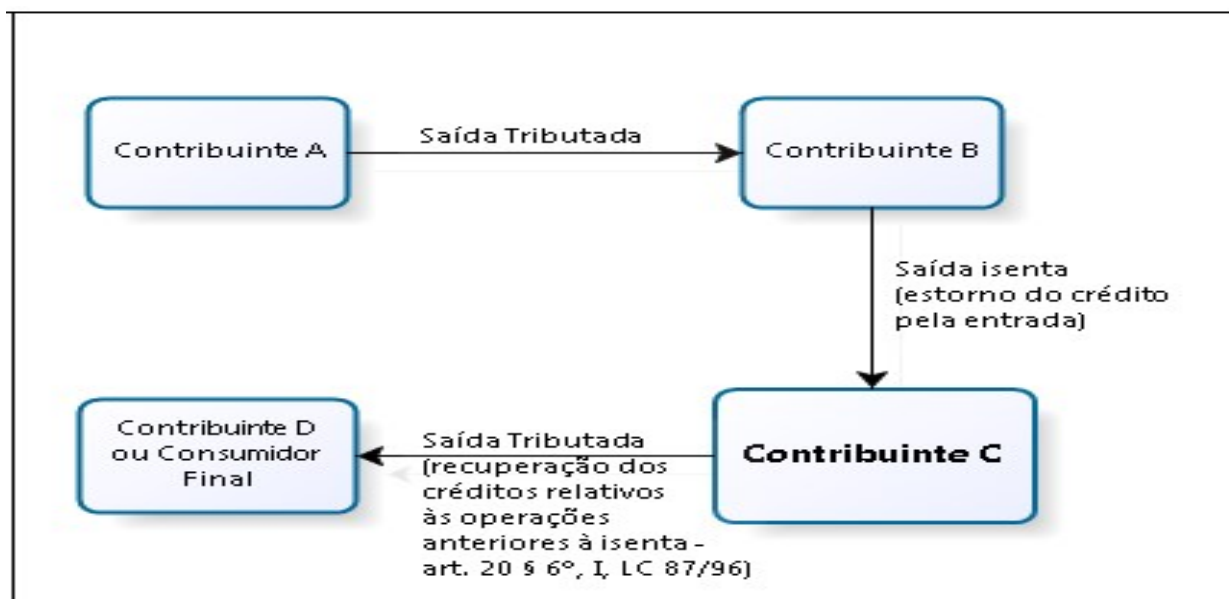 Contribuinte A
Saída Tributada
Contribuinte B
Saída isenta
(estorno do crédito
pela entrada)
Contribuinte C
Saída Tributada
(recuperação dos
créditos relativos
às operações
anteriores à isenta -
art. 20 § 6º, I, LC 87/96)
Contribuinte D
ou Consumidor
Final